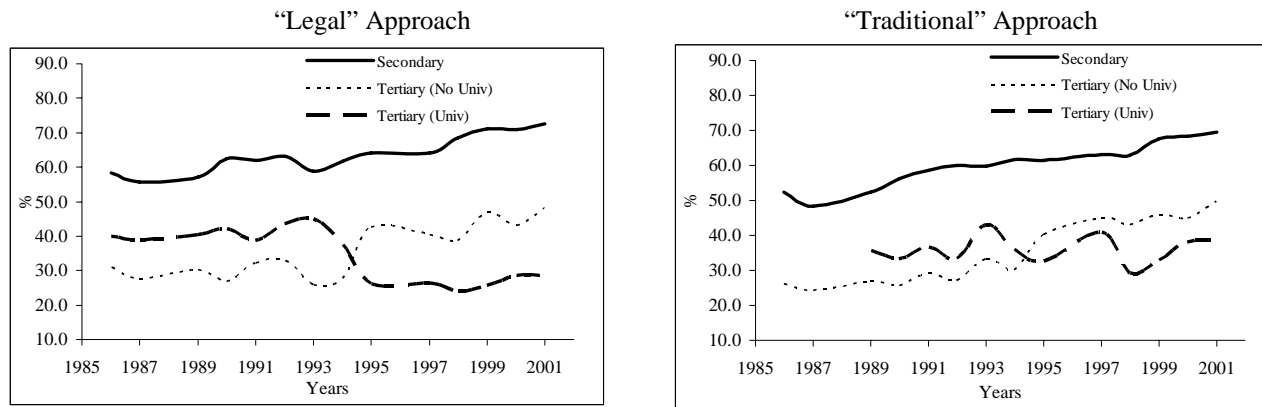 “Legal” Approach
90.0
80.0
70.0
60.0
50.0
40.0
30.0
20.0
10.0
%
Secondary
Tertiary (No Univ)
Tertiary (Univ)
1985 1987 1989 1991 1993 1995 1997 1999 2001
Years
“Traditional” Approach
90.0
80.0
70.0
60.0
50.0
40.0
30.0
20.0
10.0
%
Secondary
Tertiary (No Univ)
Tertiary (Univ)
1985 1987 1989 1991 1993 1995 1997 1999 2001
Years